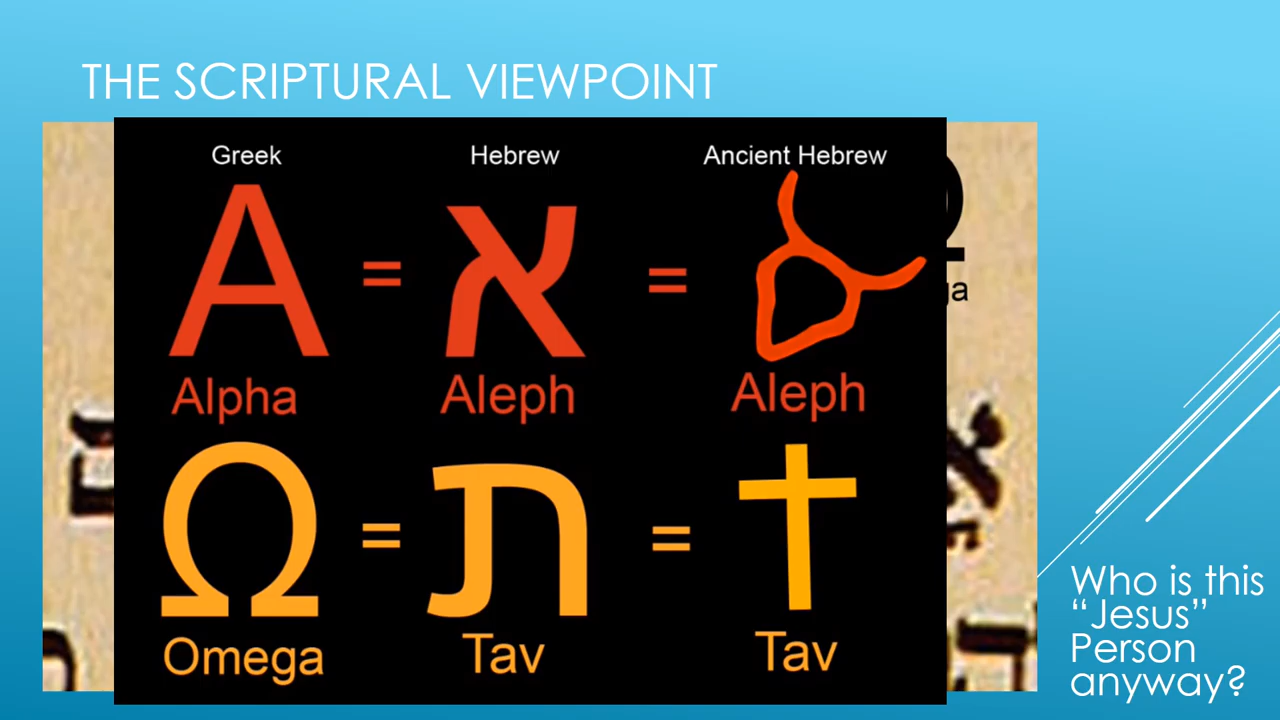 THE SCRIPTURAL VIEWPOINT
Greek Hebrew Ancient Hebrew
A = א =
Alpha Aleph Aleph
Ω = ת =
Omega Tav Tav
Who is this
“Jesus”
Person
anyway?